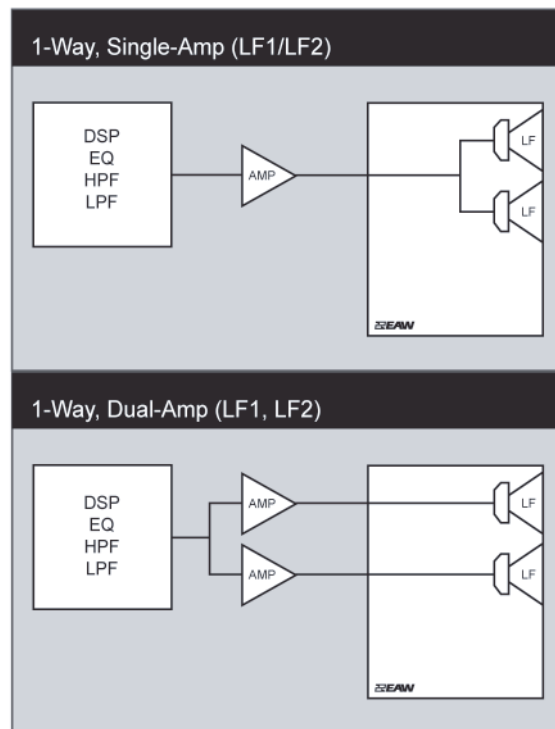 1-Way, Single-Amp (LF1/LF2)
DSP
EQ
HPF
LPF
AMP
LF
LF
EAW
1-Way, Dual-Amp (LF1, LF2)
DSP
EQ
HPF
LPF
AMP
AMP
LF
LF
EAW